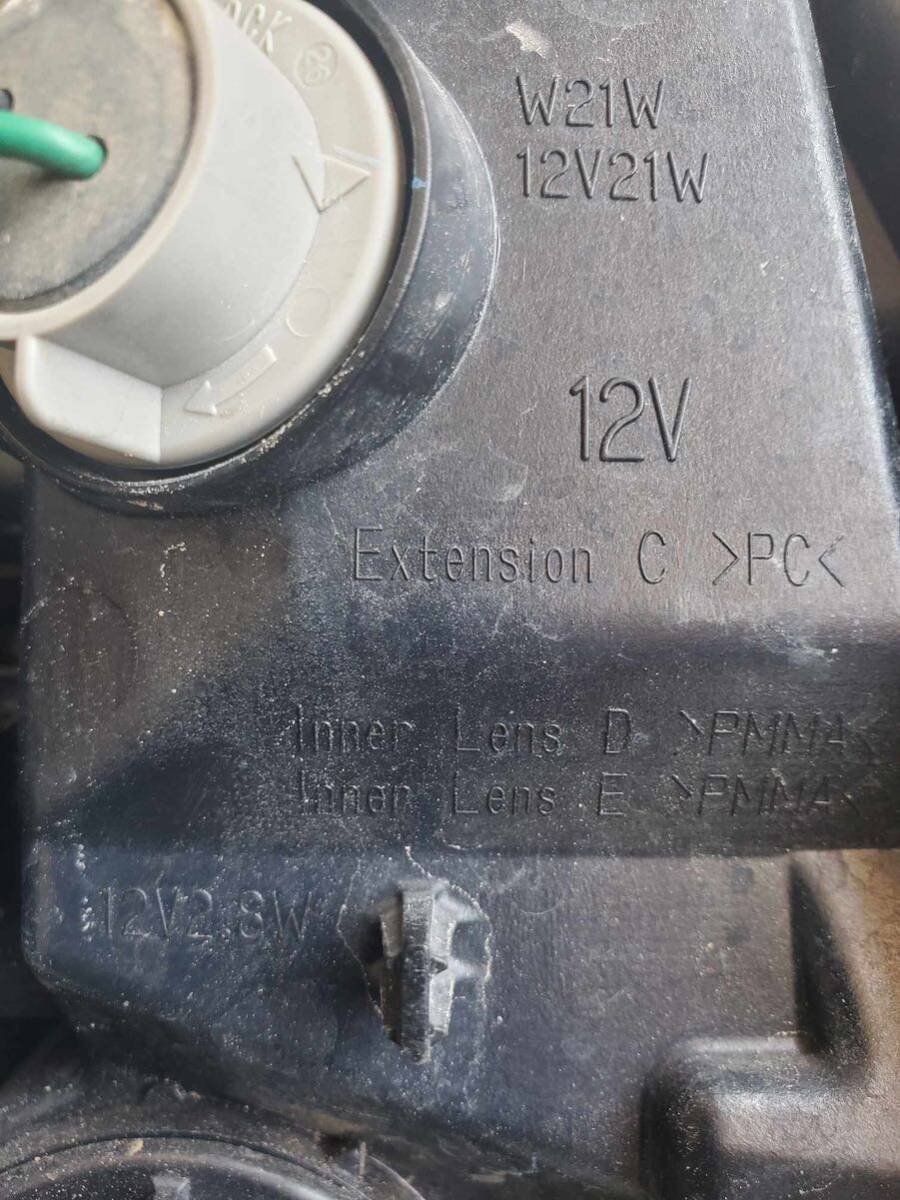 W21W
12V21W
12V
Extension C >PC<
Inner Lens D >PMMA<
Inner Lens E >PMMA<
12V2.8W